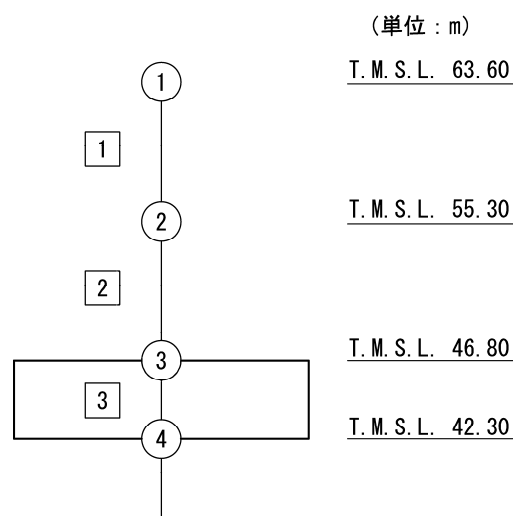 (単位：m)
① T.M.S.L. 63.60
1
② T.M.S.L. 55.30
2
③ T.M.S.L. 46.80
3
④ T.M.S.L. 42.30